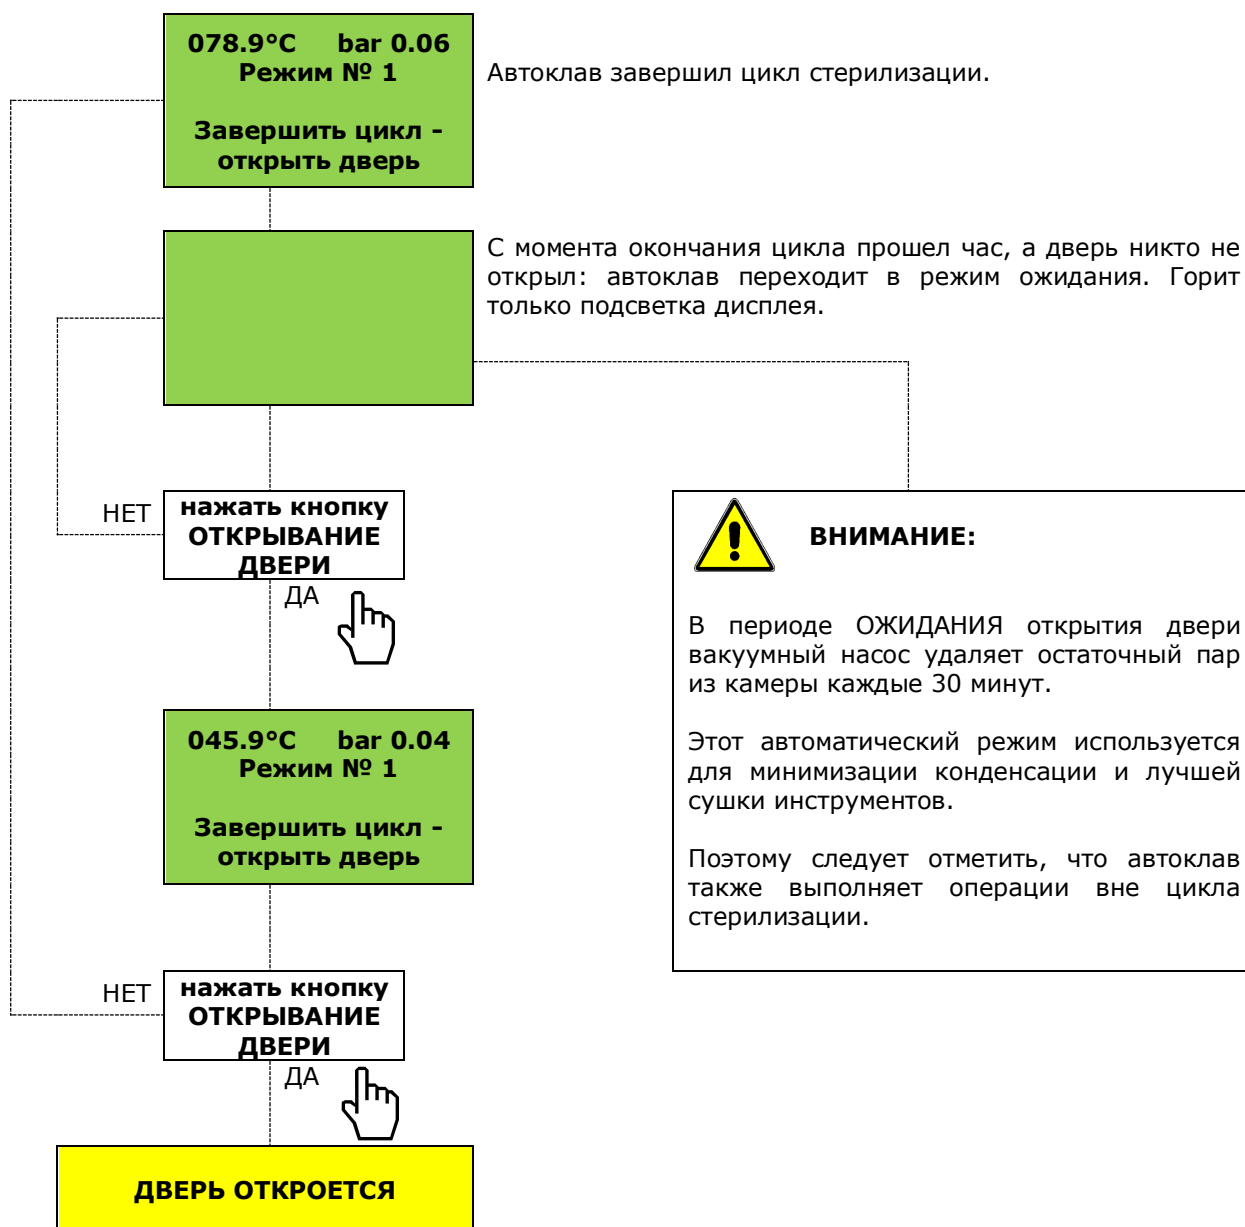 078.9°C bar 0.06
Режим № 1
Завершить цикл -
открыть дверь
Автоклав завершил цикл стерилизации.
С момента окончания цикла прошел час, а дверь никто не
открыл: автоклав переходит в режим ожидания. Горит
только подсветка дисплея.
НЕТ
нажать кнопку
ОТКРЫВАНИЕ
ДВЕРИ
ДА
ВНИМАНИЕ:
В периоде ОЖИДАНИЯ открытия двери
вакуумный насос удаляет остаточный пар
из камеры каждые 30 минут.
Этот автоматический режим используется
для минимизации конденсации и лучшей
сушки инструментов.
Поэтому следует отметить, что автоклав
также выполняет операции вне цикла
стерилизации.
045.9°C bar 0.04
Режим № 1
Завершить цикл -
открыть дверь
НЕТ
нажать кнопку
ОТКРЫВАНИЕ
ДВЕРИ
ДА
ДВЕРЬ ОТКРОЕТСЯ